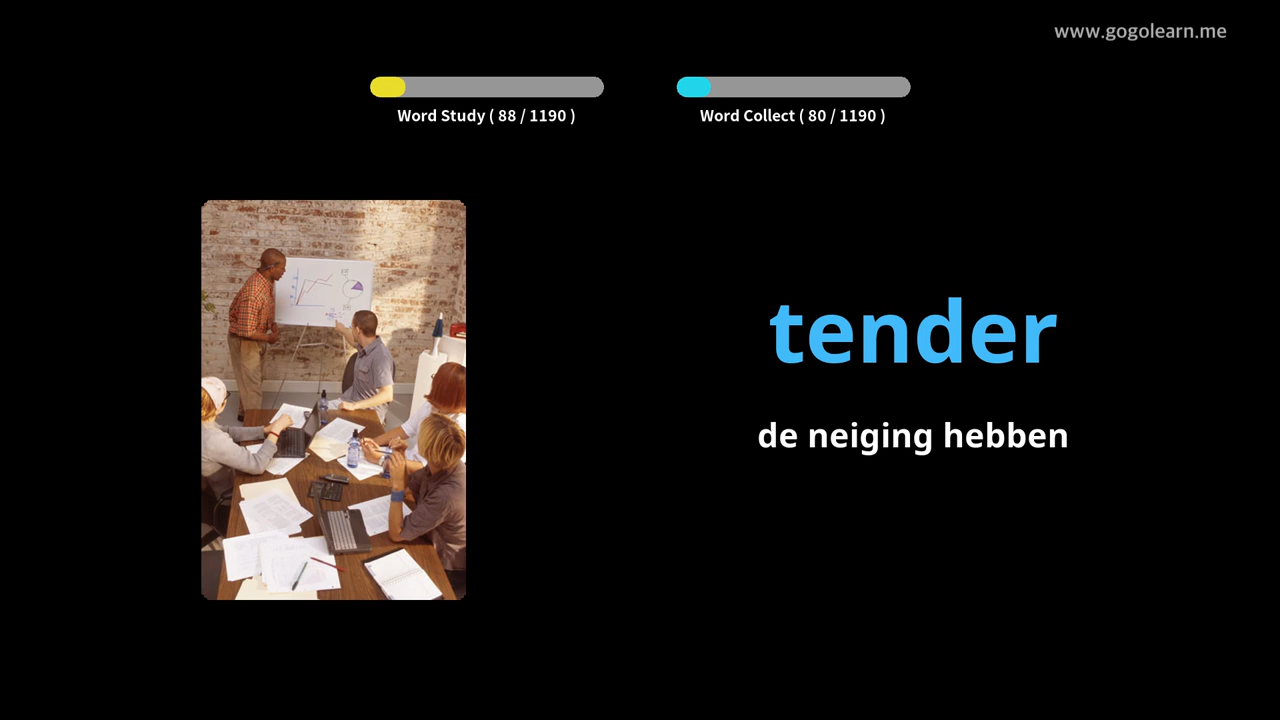 www.gogolearn.me
Word Study ( 88 / 1190 )
Word Collect ( 80 / 1190 )
tender
de neiging hebben